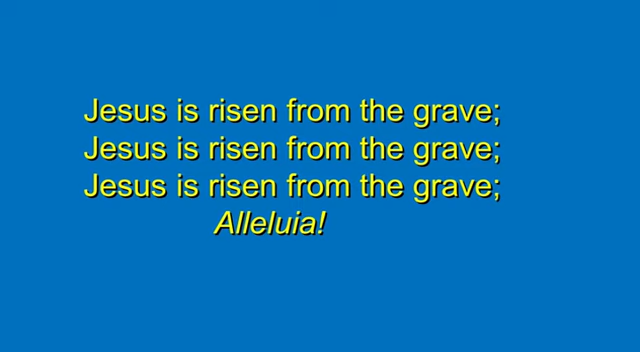 Jesus is risen from the grave;
Jesus is risen from the grave;
Jesus is risen from the grave;
Alleluia!